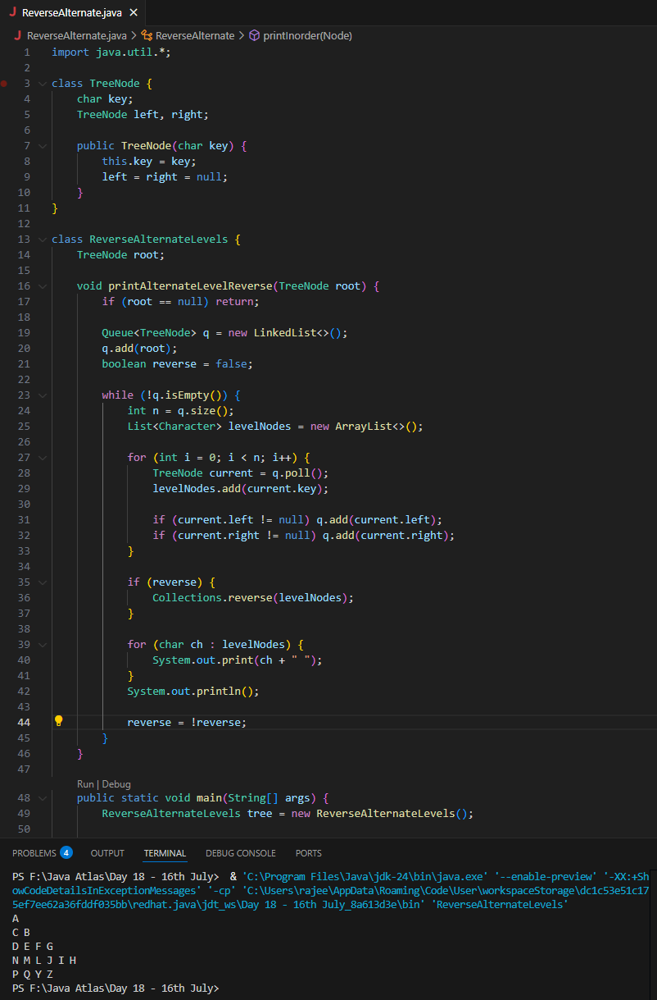 ReverseAlternate.java
ReverseAlternate.java > ReverseAlternate > printInorder(Node)
1 import java.util.*;
2
3 class TreeNode {
4     char key;
5     TreeNode left, right;
6
7     public TreeNode(char key) {
8         this.key = key;
9         left = right = null;
10     }
11 }
12
13 class ReverseAlternateLevels {
14     TreeNode root;
15
16     void printAlternateLevelReverse(TreeNode root) {
17         if (root == null) return;
18
19         Queue<TreeNode> q = new LinkedList<>();
20         q.add(root);
21         boolean reverse = false;
22
23         while (!q.isEmpty()) {
24             int n = q.size();
25             List<Character> levelNodes = new ArrayList<>();
26
27             for (int i = 0; i < n; i++) {
28                 TreeNode current = q.poll();
29                 levelNodes.add(current.key);
30
31                 if (current.left != null) q.add(current.left);
32                 if (current.right != null) q.add(current.right);
33             }
34
35             if (reverse) {
36                 Collections.reverse(levelNodes);
37             }
38
39             for (char ch : levelNodes) {
40                 System.out.print(ch + " ");
41             }
42             System.out.println();
43
44             reverse = !reverse;
45         }
46     }
47
Run | Debug
48     public static void main(String[] args) {
49         ReverseAlternateLevels tree = new ReverseAlternateLevels();
50
PROBLEMS 4 OUTPUT TERMINAL DEBUG CONSOLE PORTS
PS F:\Java Atlas\Day 18 - 16th July>  & 'C:\Program Files\Java\jdk-24\bin\java.exe' '--enable-preview' '-XX:+Sh
owCodeDetailsInExceptionMessages' '-cp' 'C:\Users\rajee\AppData\Roaming\Code\User\workspaceStorage\dc1c53e51c17
5ef7ee62a36fddf035bb\redhat.java\jdt_ws\Day 18 - 16th July_8a613d3e\bin' 'ReverseAlternateLevels'
A
C B
D E F G
N M L J I H
P Q Y Z
PS F:\Java Atlas\Day 18 - 16th July>